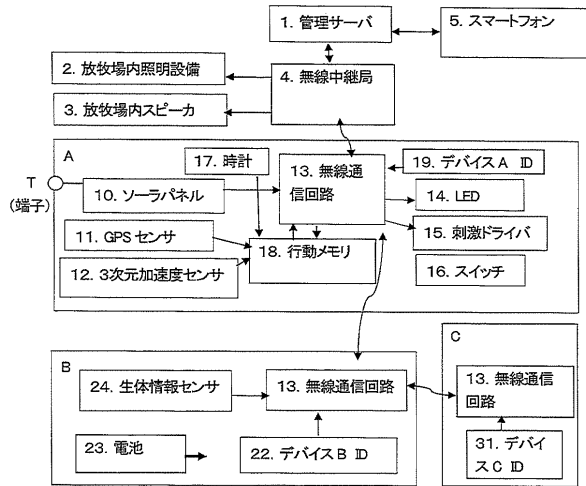 1. 管理サーバ
5. スマートフォン
2. 放牧場内照明設備
4. 無線中継局
3. 放牧場内スピーカ
A
17. 時計
13. 無線通
信回路
19. デバイスA ID
T
(端子)
10. ソーラパネル
14. LED
11. GPS センサ
15. 刺激ドライバ
18. 行動メモリ
12. 3次元加速度センサ
16. スイッチ
B
24. 生体情報センサ
13. 無線通信回路
23. 電池
22. デバイスB ID
C
13. 無線通信
回路
31. デバイ
スC ID